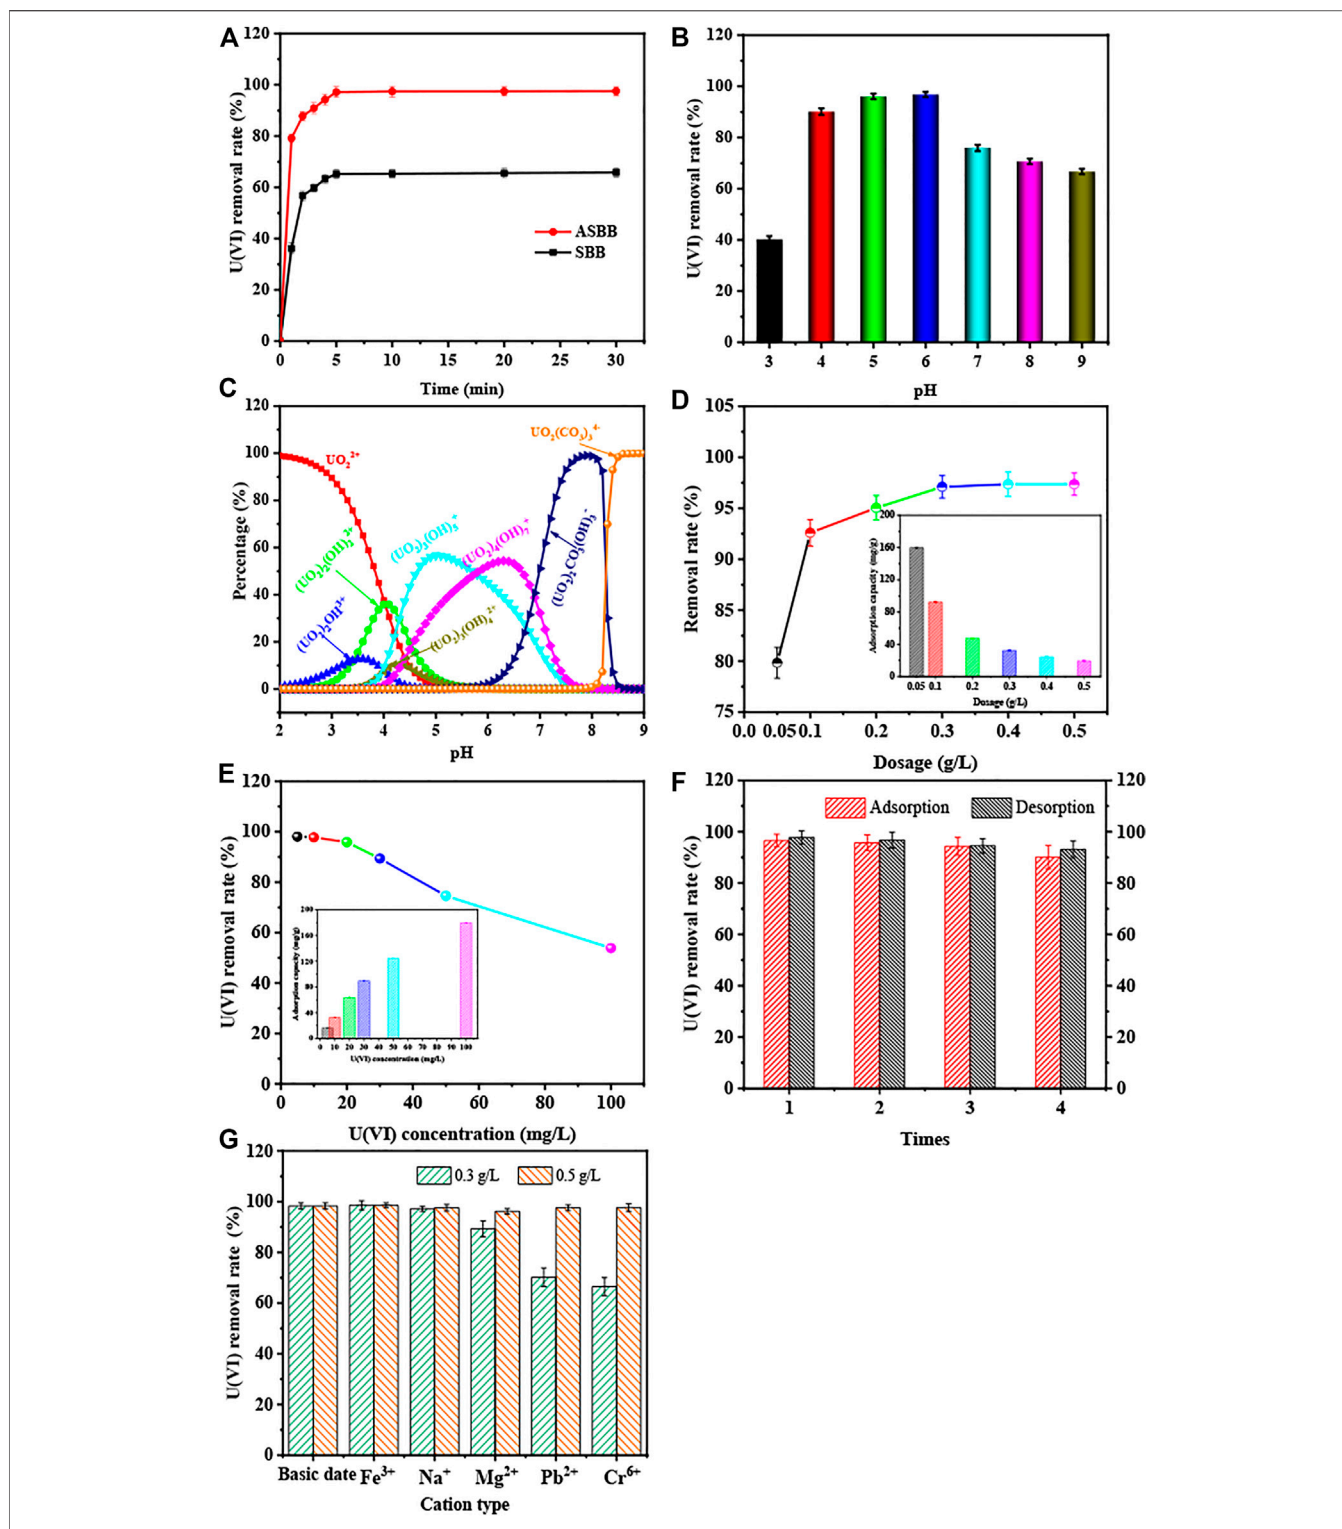 A
120
100
80
60
40
20
0
U(VI) removal rate (%)
ASBB
SBB
0 5 10 15 20 25 30
Time (min)
B
120
100
80
60
40
20
0
U(VI) removal rate (%)
3 4 5 6 7 8 9
pH
C
120
100
80
60
40
20
0
Percentage (%)
UO₂²⁺
(UO₂)₂(OH)₂²⁺
(UO₂)₂OH³⁺
(UO₂)₃(OH)₅⁺
(UO₂)₃(OH)₄²⁺
(UO₂)₄(OH)₇⁺
(UO₂)₂CO₃(OH)₃⁻
UO₂(CO₃)₃⁴⁻
2 3 4 5 6 7 8 9
pH
D
105
100
95
90
85
80
75
Removal rate (%)
200
160
120
80
40
0
Adsorption capacity (mg/g)
0.05 0.1 0.2 0.3 0.4 0.5
Dosage (g/L)
0.0 0.05 0.1 0.2 0.3 0.4 0.5
Dosage (g/L)
E
120
100
80
60
40
20
0
U(VI) removal rate (%)
200
160
120
80
40
0
Adsorption capacity (mg/g)
0 10 20 30 40 50 60 70 80 90 100
U(VI) concentration (mg/L)
0 20 40 60 80 100
U(VI) concentration (mg/L)
F
120
100
80
60
40
20
0
U(VI) removal rate (%)
Adsorption Desorption
120
100
80
60
40
20
0
1 2 3 4
Times
G
120
100
80
60
40
20
0
U(VI) removal rate (%)
0.3 g/L 0.5 g/L
Basic date Fe³⁺ Na⁺ Mg²⁺ Pb²⁺ Cr⁶⁺
Cation type